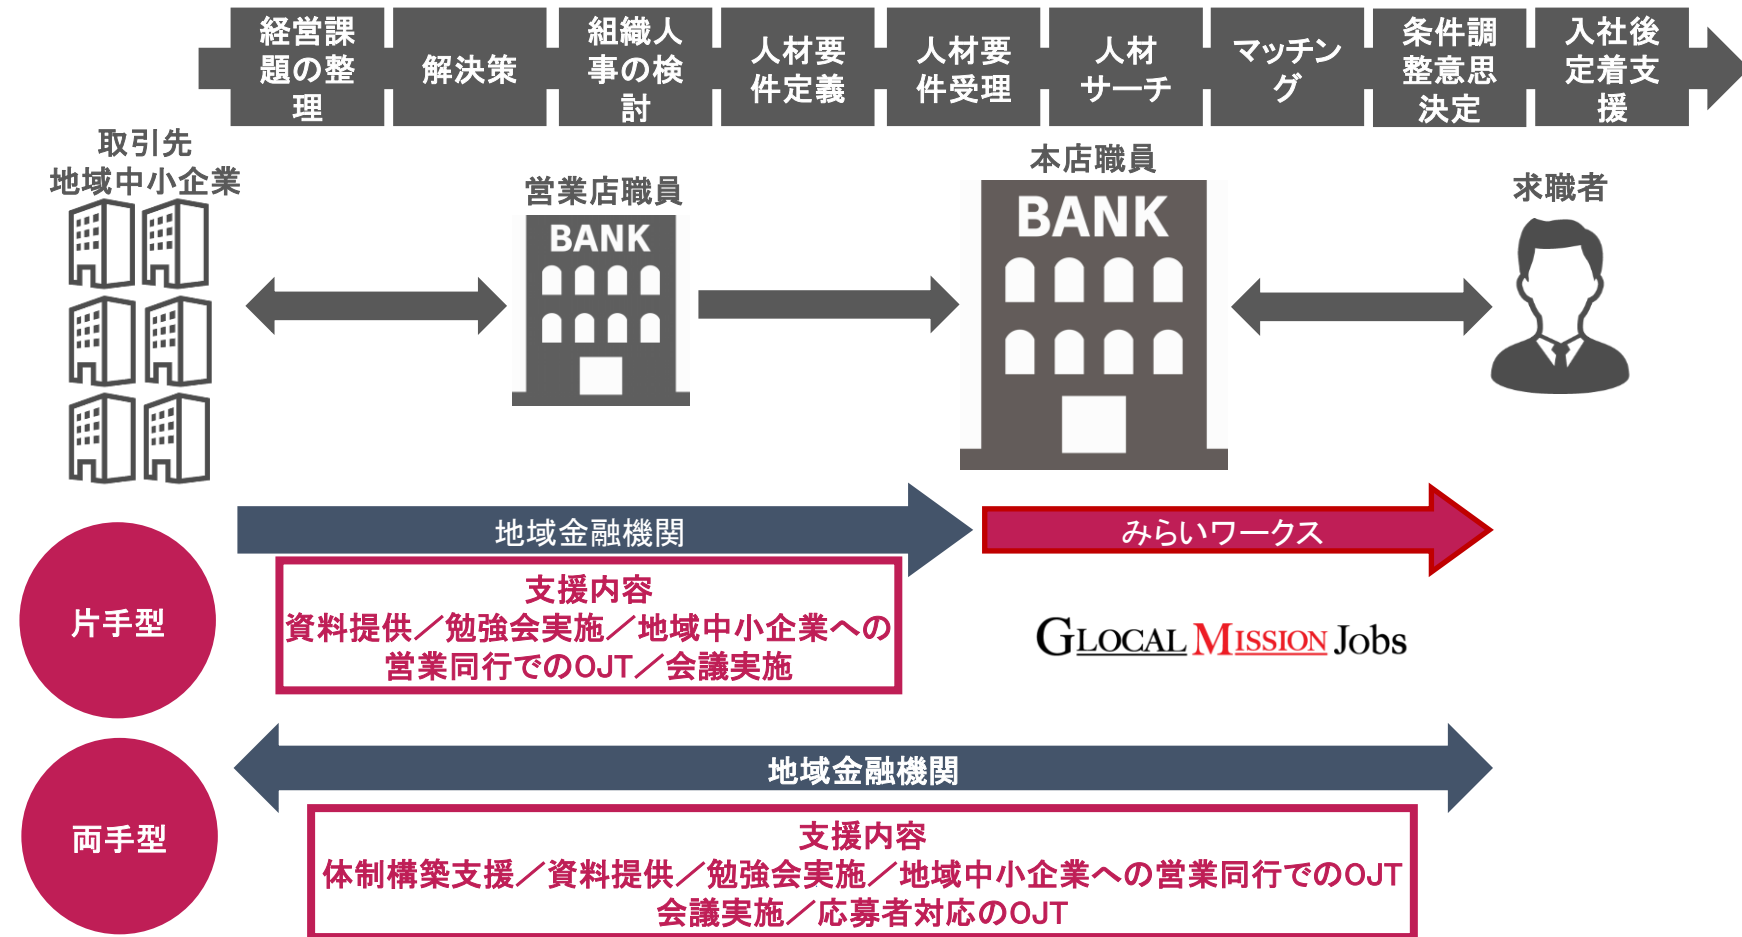 経営課
題の整
理
解決策
組織人
事の検
討
人材要
件定義
人材要
件受理
人材
サーチ
マッチン
グ
条件調
整意思
決定
入社後
定着支
援
取引先
地域中小企業
営業店職員
BANK
本店職員
BANK
求職者
地域金融機関
みらいワークス
片手型
支援内容
資料提供／勉強会実施／地域中小企業への
営業同行でのOJT／会議実施
GLOCAL MISSION Jobs
地域金融機関
両手型
支援内容
体制構築支援／資料提供／勉強会実施／地域中小企業への営業同行でのOJT
会議実施／応募者対応のOJT